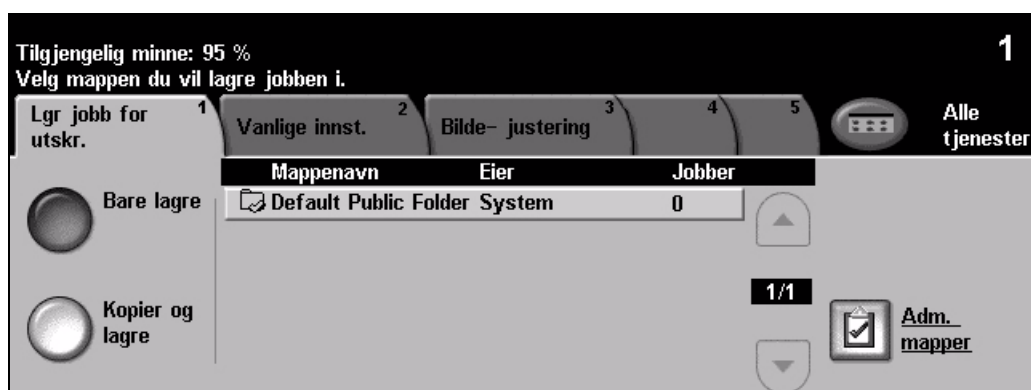 1
Tilgjengelig minne: 95 %
Velg mappen du vil lagre jobben i.
Lgr jobb for
utskr.
1
Vanlige innst.
2
Bilde- justering
3
4
5
Alle
tjenester
Mappenavn Eier Jobber
Default Public Folder System 0
Bare lagre
1/1
Kopier og
lagre
Adm.
mapper